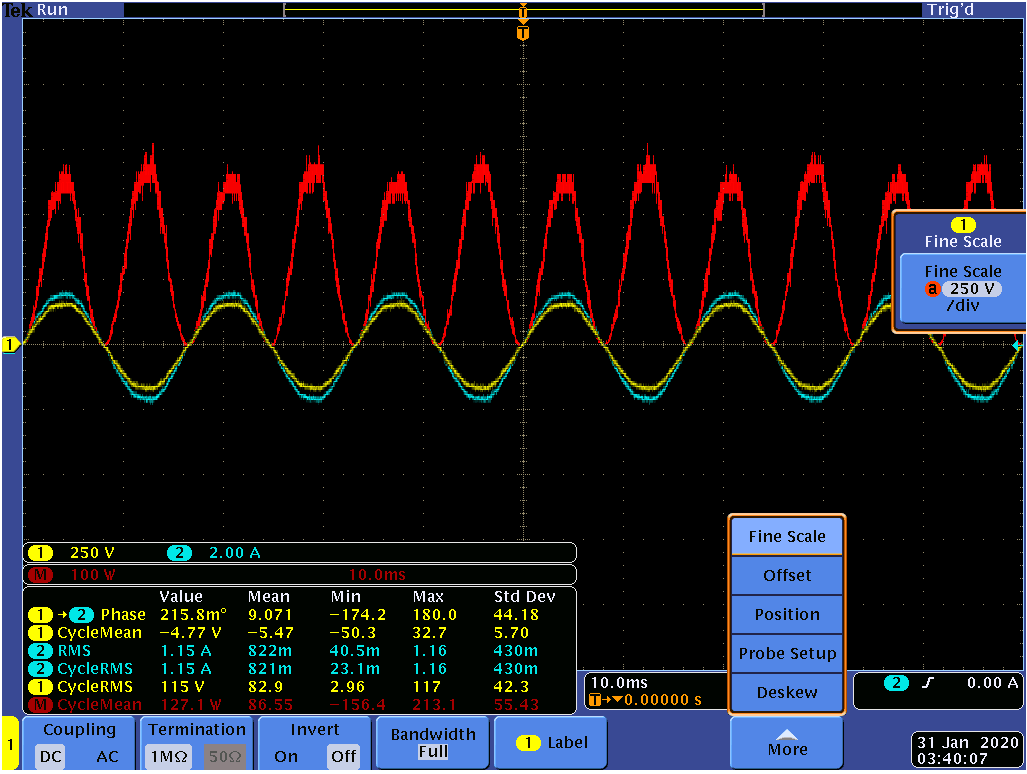 Tek Run Trig'd
T
T
1
Fine Scale
Fine Scale
a 250 V
/div
1
1 250 V 2 2.00 A
M 100 W 10.0ms
Value Mean Min Max Std Dev
1 → 2 Phase 215.8m° 9.071 −174.2 180.0 44.18
1 CycleMean −4.77 V −5.47 −50.3 32.7 5.70
2 RMS 1.15 A 822m 40.5m 1.16 430m
2 CycleRMS 1.15 A 821m 23.1m 1.16 430m
1 CycleRMS 115 V 82.9 2.96 117 42.3
M CycleMean 127.1 W 86.55 −156.4 213.1 55.43
Fine Scale
Offset
Position
Probe Setup
Deskew
More
10.0ms
T→▼0.00000 s
2 0.00 A
1
Coupling
DC AC
Termination
1MΩ 50Ω
Invert
On Off
Bandwidth
Full
1 Label
31 Jan 2020
03:40:07